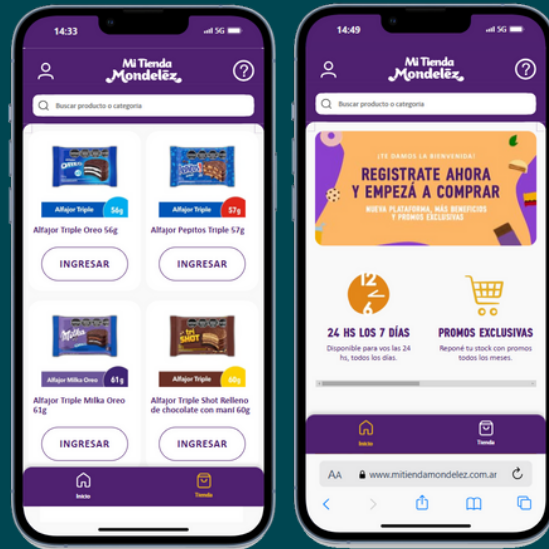 14:33
5G
Mi Tienda
Mondelēz,
Buscar producto o categoria
OREO
Alfajor Triple 56g
Alfajor Triple Oreo 56g
INGRESAR
Pepitos
Alfajor Triple 57g
Alfajor Pepitos Triple 57g
INGRESAR
Milka
Alfajor Milka Oreo 61g
Alfajor Triple Milka Oreo
61g
INGRESAR
tri
SHOT
Alfajor Triple 60g
Alfajor Triple Shot Relleno
de chocolate con maní 60g
INGRESAR
Inicio
Tienda
14:49
5G
Mi Tienda
Mondelēz,
Buscar producto o categoria
¡TE DAMOS LA BIENVENIDA!
REGISTRATE AHORA
Y EMPEZÁ A COMPRAR
NUEVA PLATAFORMA, MÁS BENEFICIOS
Y PROMOS EXCLUSIVAS
12
6
24 HS LOS 7 DÍAS
Disponible para vos las 24
hs, todos los días.
PROMOS EXCLUSIVAS
Reponé tu stock con promos
todos los meses.
Inicio
Tienda
AA www.mitiendamondelez.com.ar